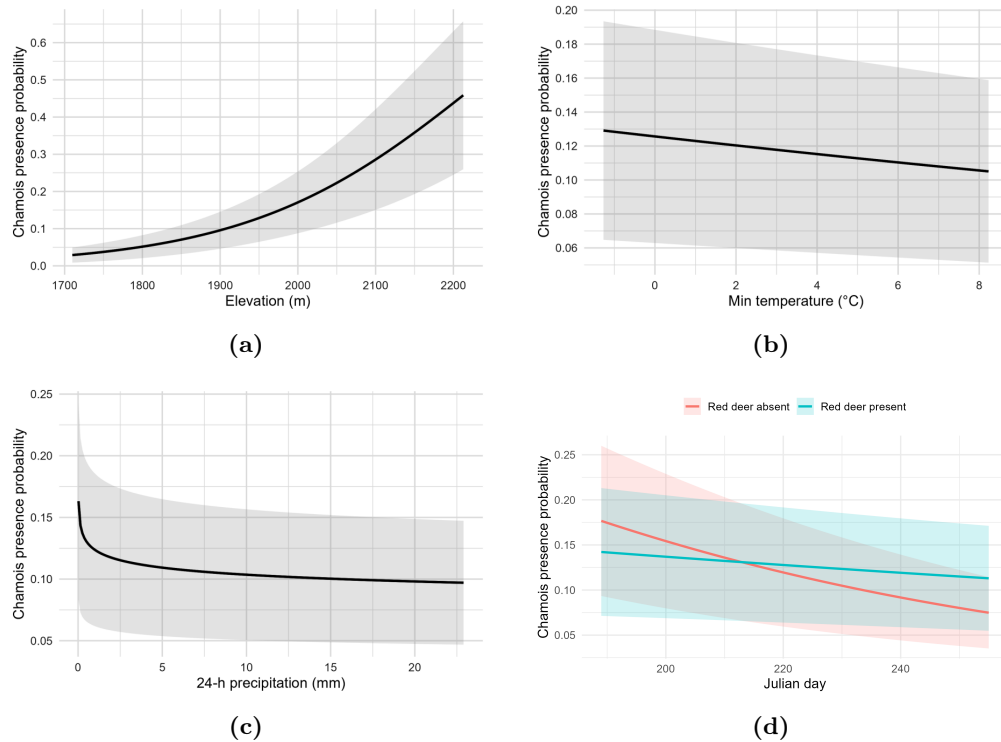 Chamois presence probability
0.6
0.5
0.4
0.3
0.2
0.1
0.0
1700 1800 1900 2000 2100 2200
Elevation (m)
(a)
Chamois presence probability
0.20
0.18
0.16
0.14
0.12
0.10
0.08
0.06
0 2 4 6 8
Min temperature (°C)
(b)
Chamois presence probability
0.25
0.20
0.15
0.10
0.05
0 5 10 15 20
24-h precipitation (mm)
(c)
Red deer absent Red deer present
Chamois presence probability
0.25
0.20
0.15
0.10
0.05
200 220 240
Julian day
(d)